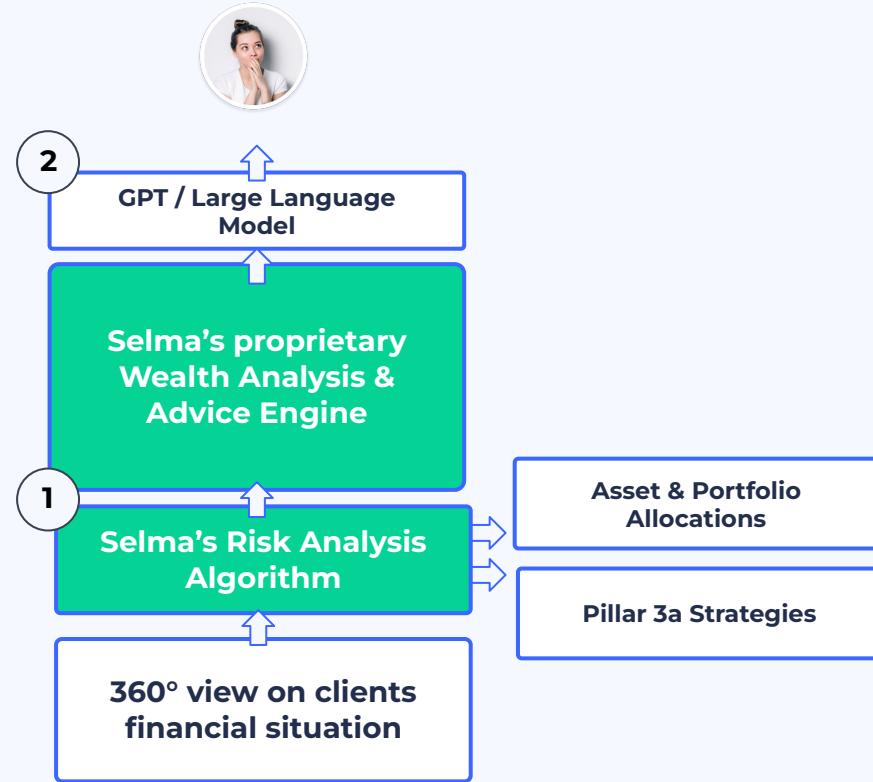 2
GPT / Large Language
Model
Selma’s proprietary
Wealth Analysis &
Advice Engine
1
Selma’s Risk Analysis
Algorithm
Asset & Portfolio
Allocations
Pillar 3a Strategies
360° view on clients
financial situation